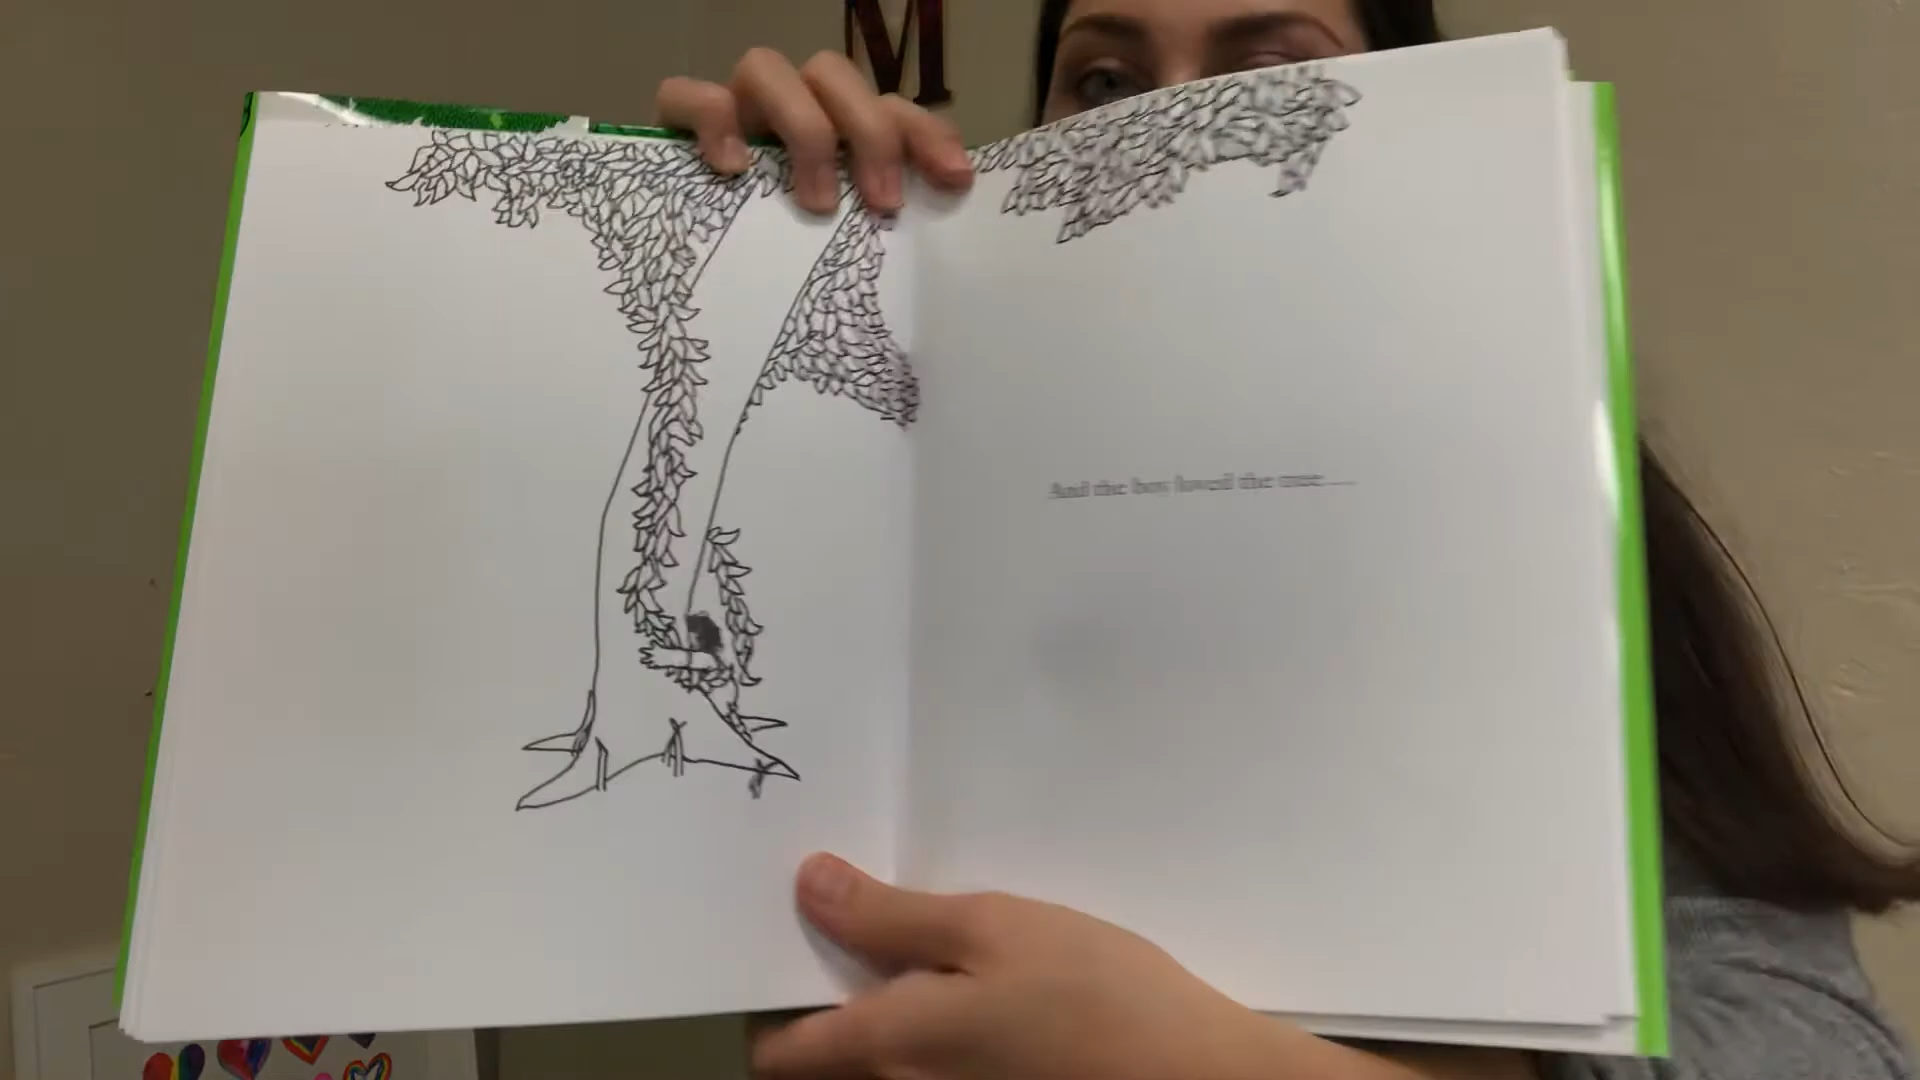 M
And the boy loved the tree......